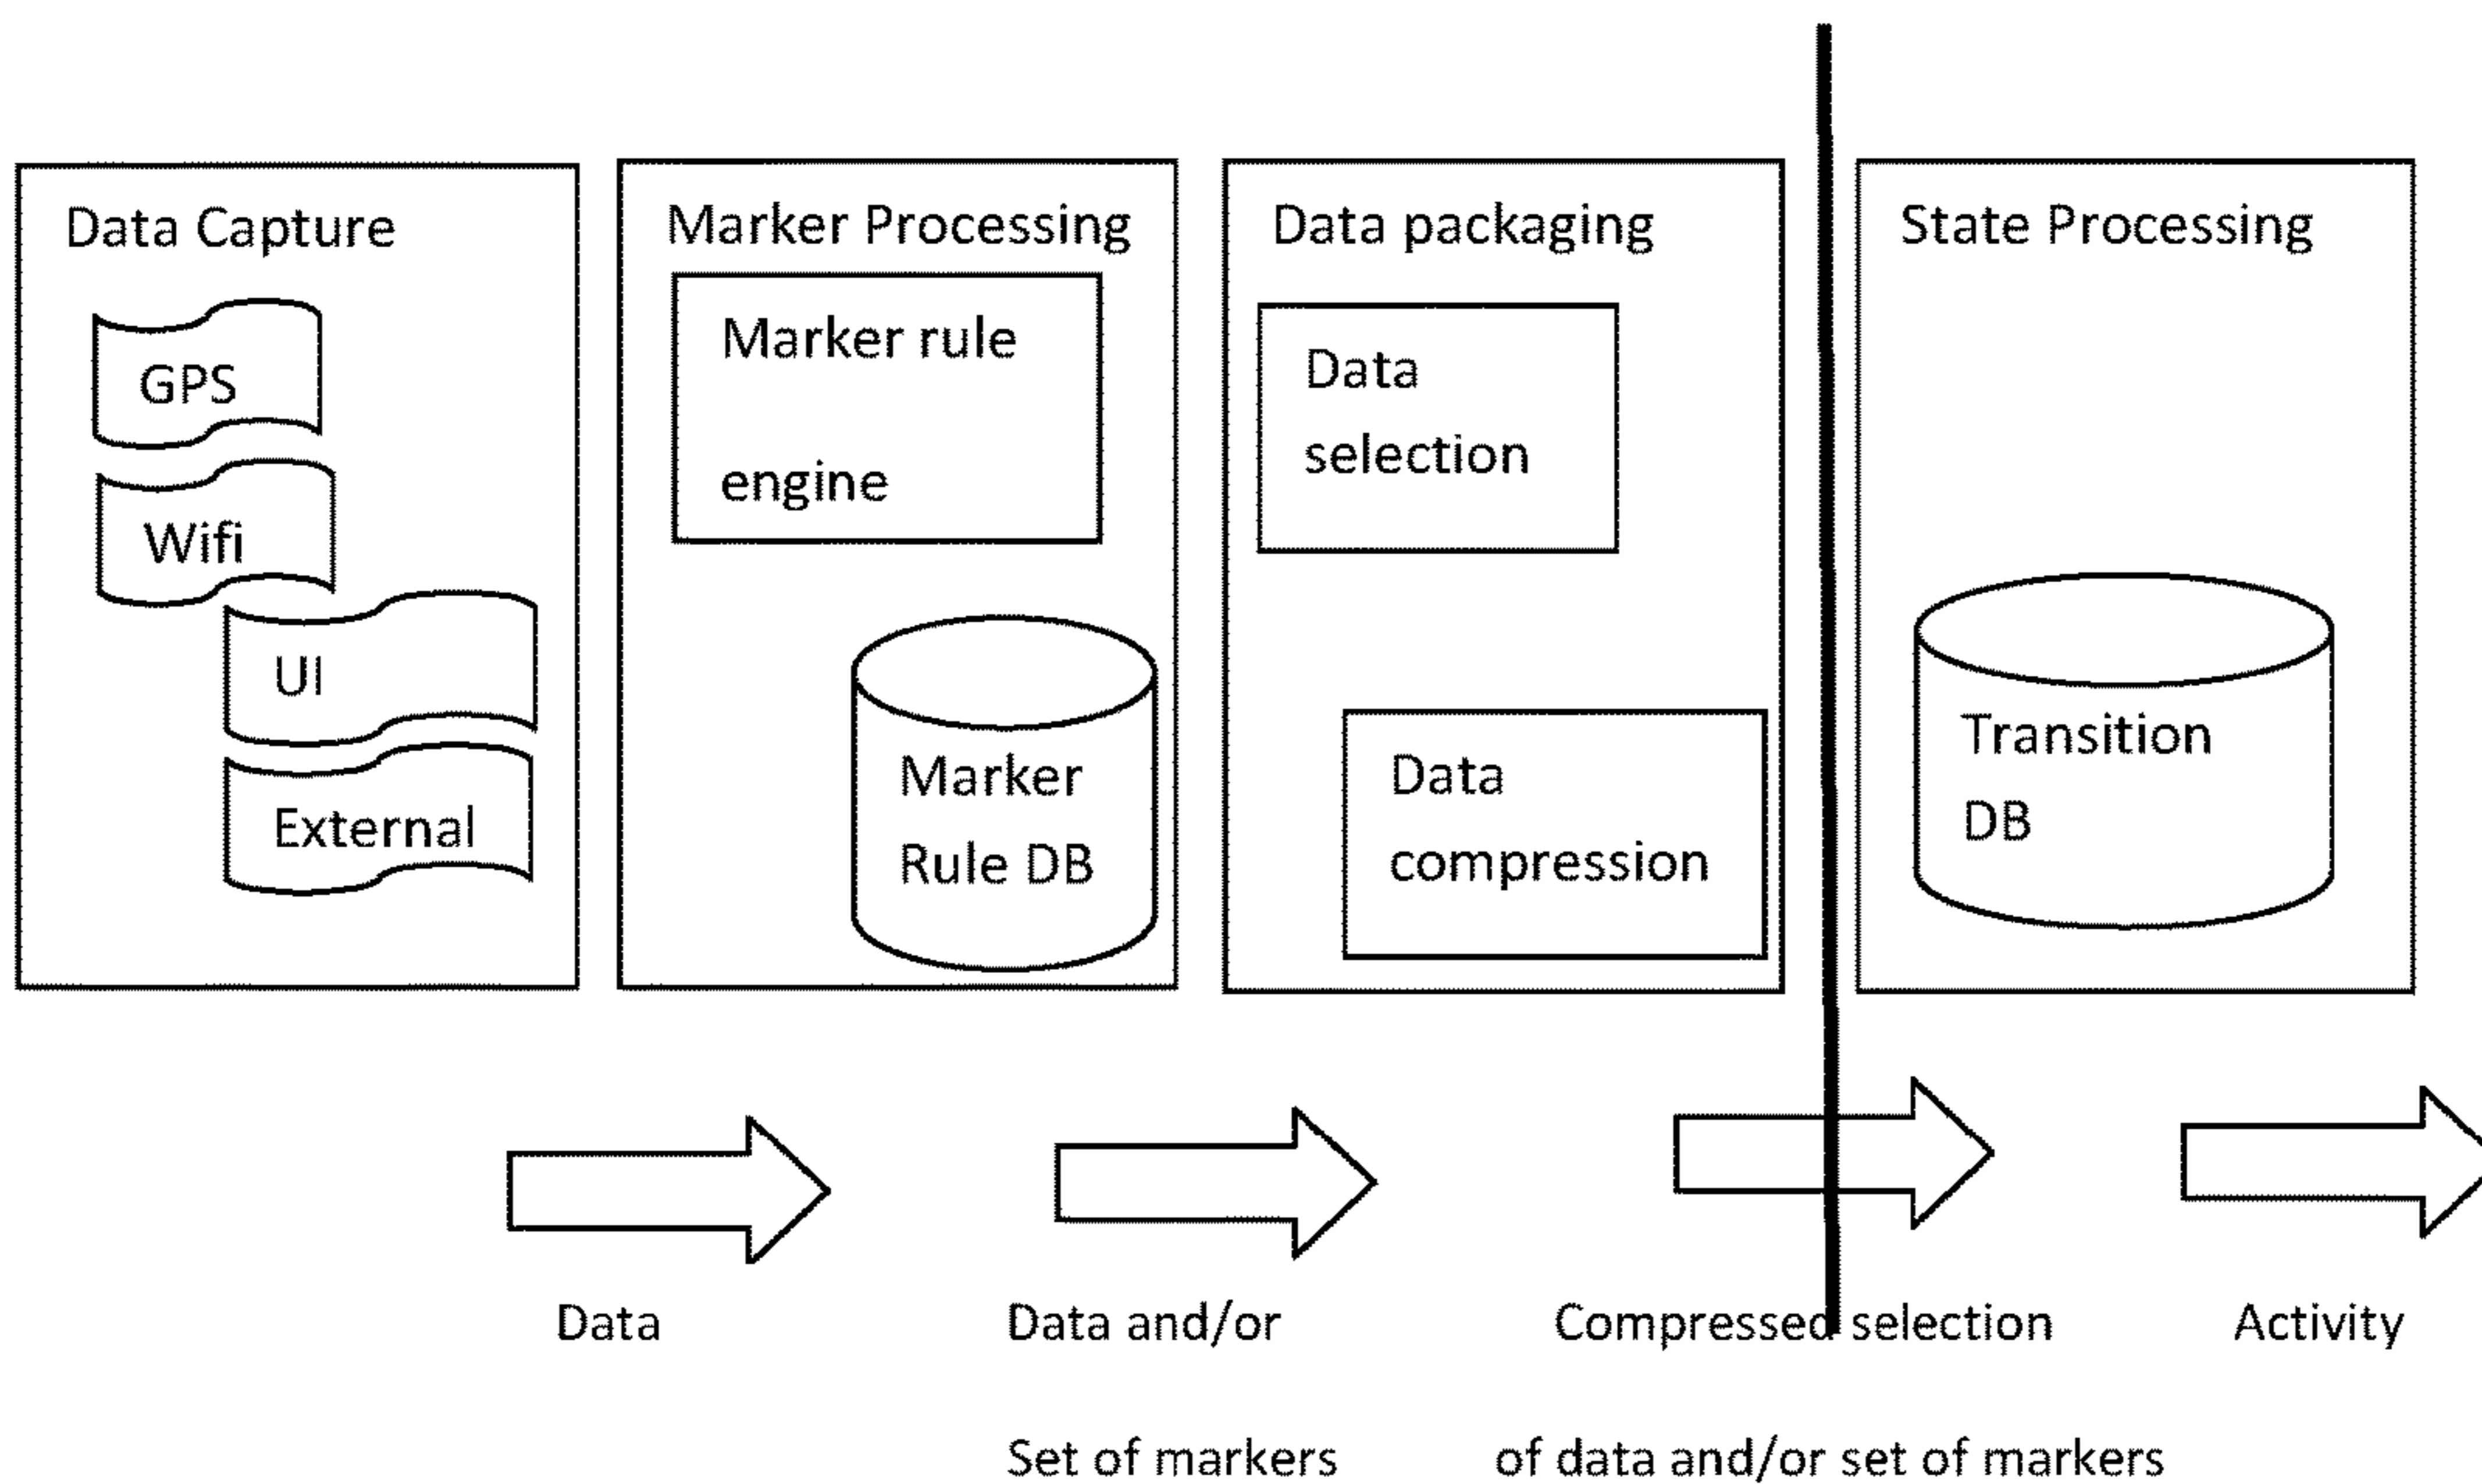 Data Capture
GPS
Wifi
UI
External
Marker Processing
Marker rule
engine
Marker
Rule DB
Data packaging
Data
selection
Data
compression
State Processing
Transition
DB
Data
Data and/or
Set of markers
Compressed selection
of data and/or set of markers
Activity